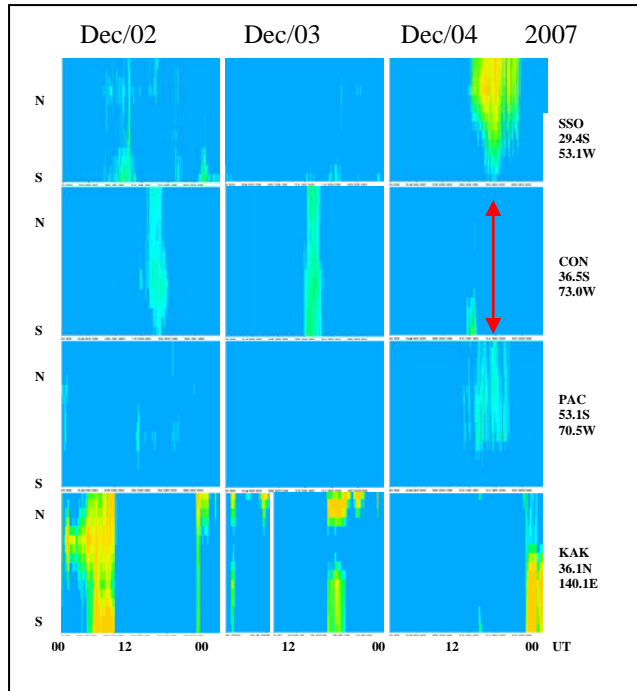 Dec/02 Dec/03 Dec/04 2007
N
S
SSO
29.4S
53.1W
N
S
CON
36.5S
73.0W
N
S
PAC
53.1S
70.5W
N
S
KAK
36.1N
140.1E
00 12 00 12 00 12 00 UT